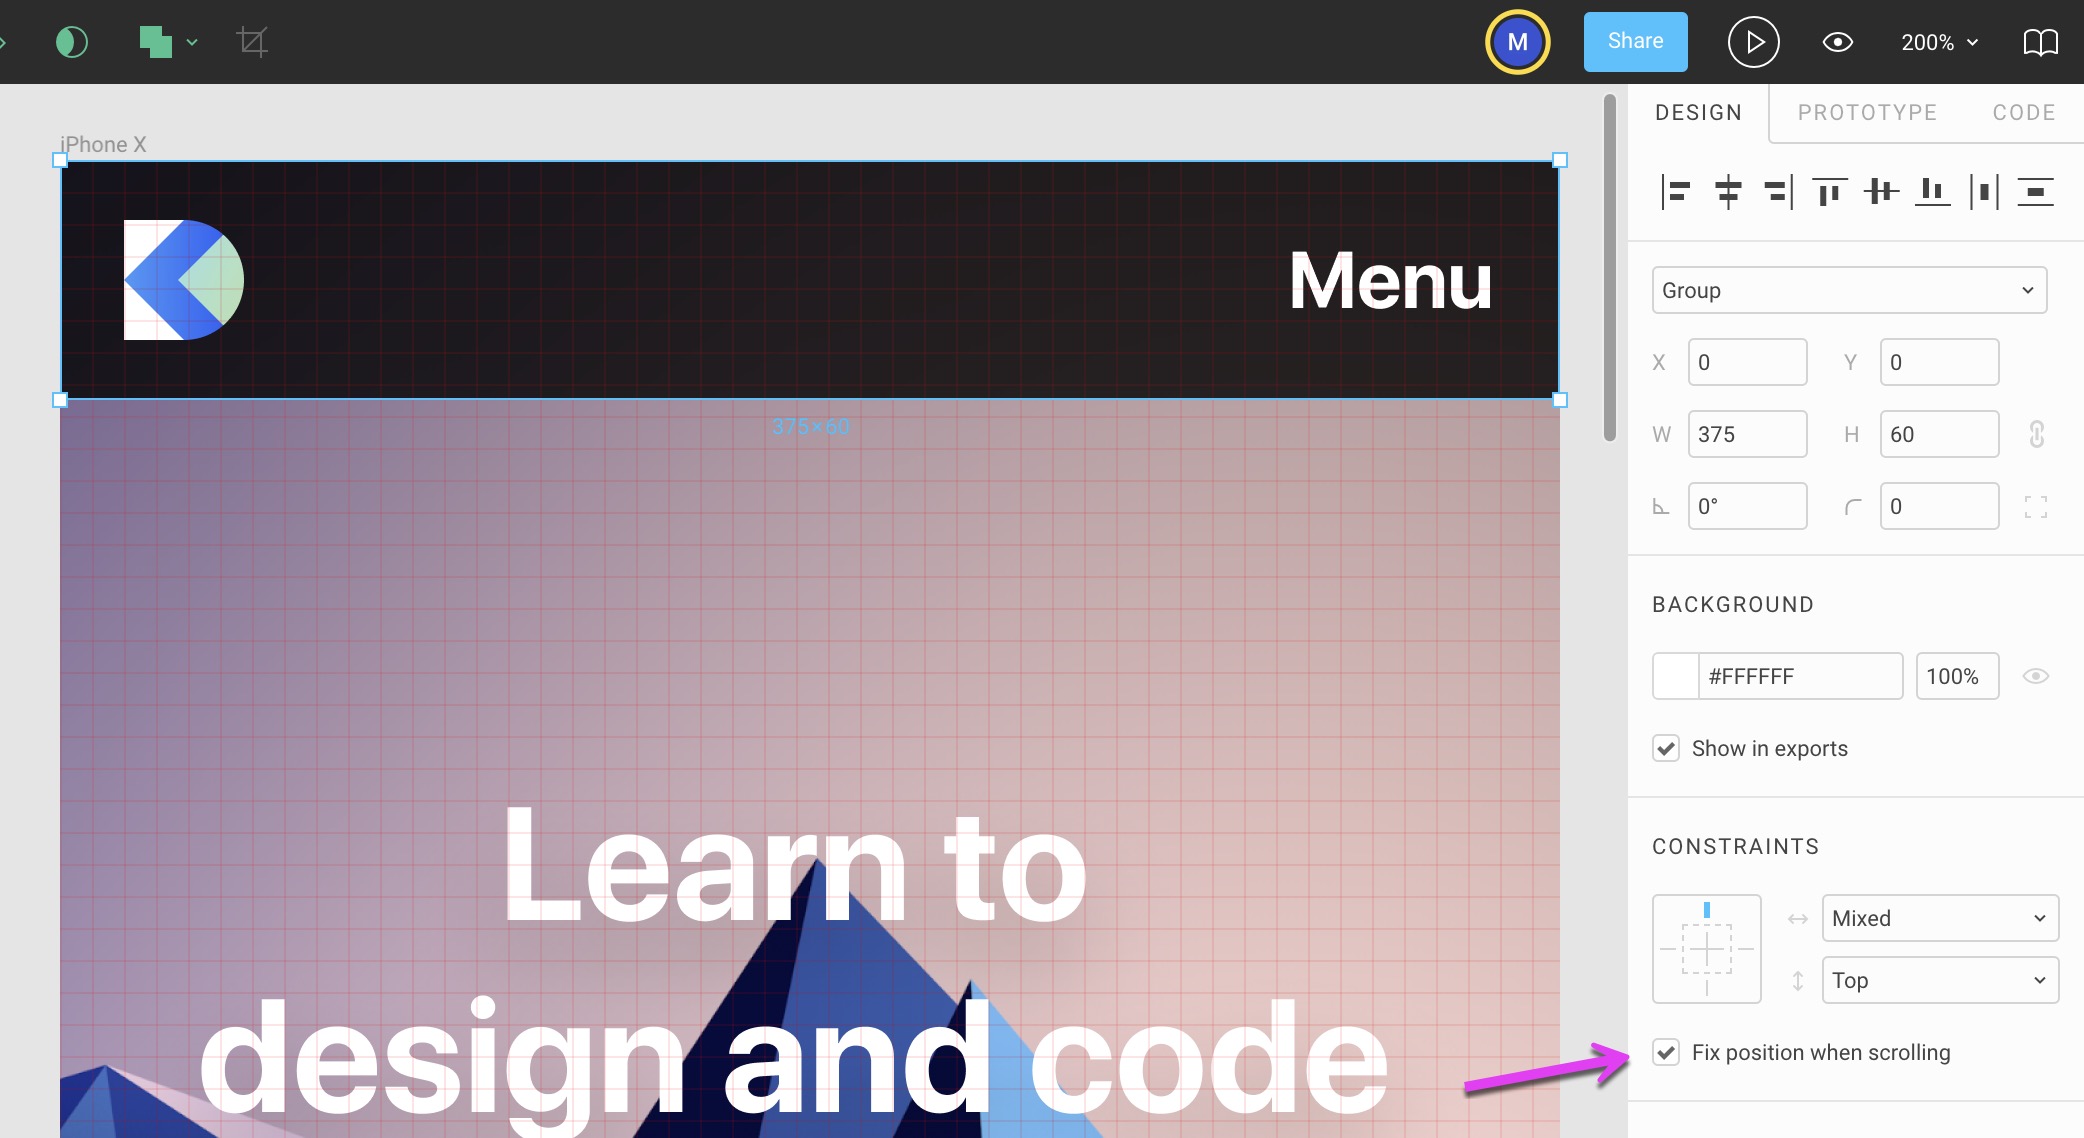 M
Share
200%
DESIGN PROTOTYPE CODE
iPhone X
Menu
Group
X 0 Y 0
375×60
W 375 H 60
0° 0
BACKGROUND
#FFFFFF 100%
Show in exports
CONSTRAINTS
Learn to
design and code
Mixed
Top
Fix position when scrolling